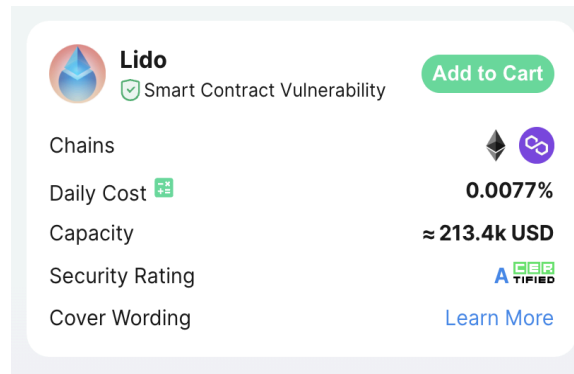 Lido
Smart Contract Vulnerability
Add to Cart
Chains
Daily Cost
0.0077%
Capacity
≈ 213.4k USD
Security Rating
A CER
TIFIED
Cover Wording
Learn More